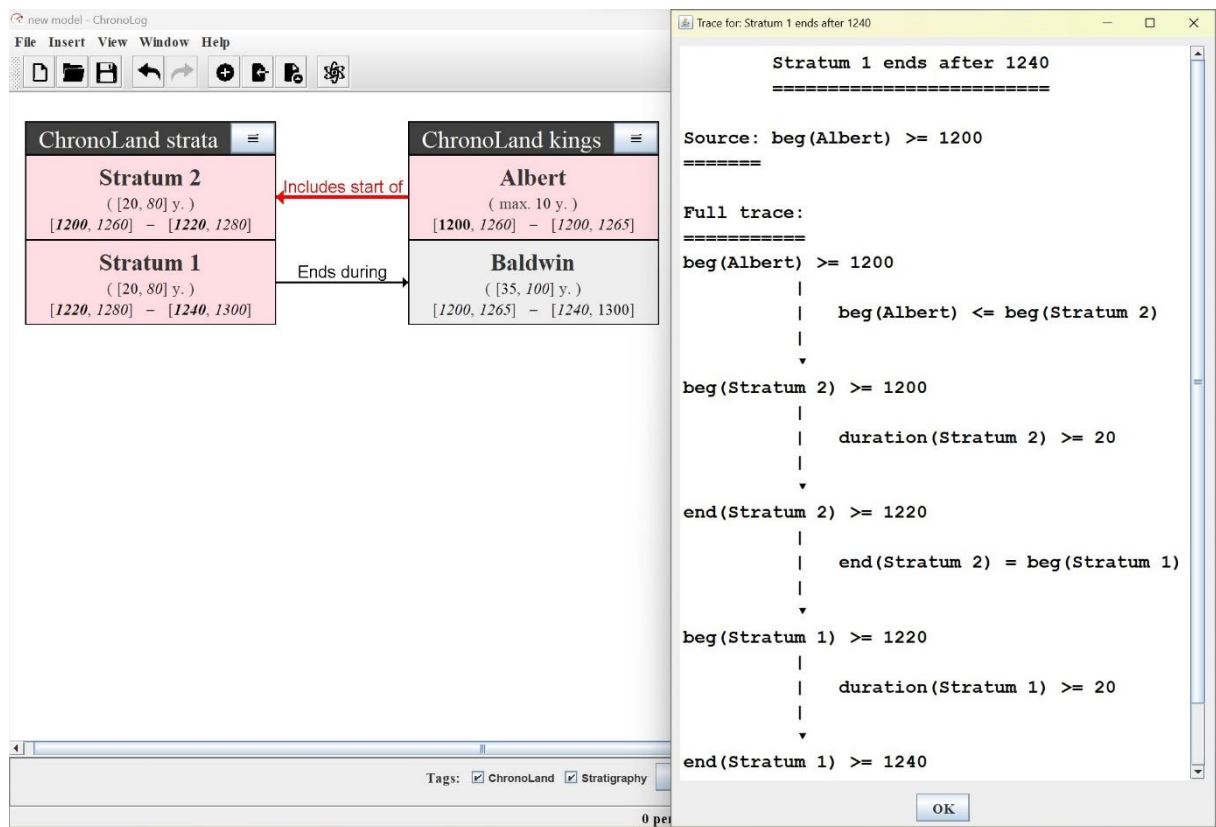 new model - ChronoLog
File Insert View Window Help
ChronoLand strata
Stratum 2
( [20, 80] y. )
[1200, 1260] – [1220, 1280]
Stratum 1
( [20, 80] y. )
[1220, 1280] – [1240, 1300]
Includes start of
Ends during
ChronoLand kings
Albert
( max. 10 y. )
[1200, 1260] – [1200, 1265]
Baldwin
( [35, 100] y. )
[1200, 1265] – [1240, 1300]
Tags: ChronoLand Stratigraphy
Trace for: Stratum 1 ends after 1240
Stratum 1 ends after 1240
=========================
Source: beg(Albert) >= 1200
=======
Full trace:
===========
beg(Albert) >= 1200
beg(Albert) <= beg(Stratum 2)
beg(Stratum 2) >= 1200
duration(Stratum 2) >= 20
end(Stratum 2) >= 1220
end(Stratum 2) = beg(Stratum 1)
beg(Stratum 1) >= 1220
duration(Stratum 1) >= 20
end(Stratum 1) >= 1240
OK